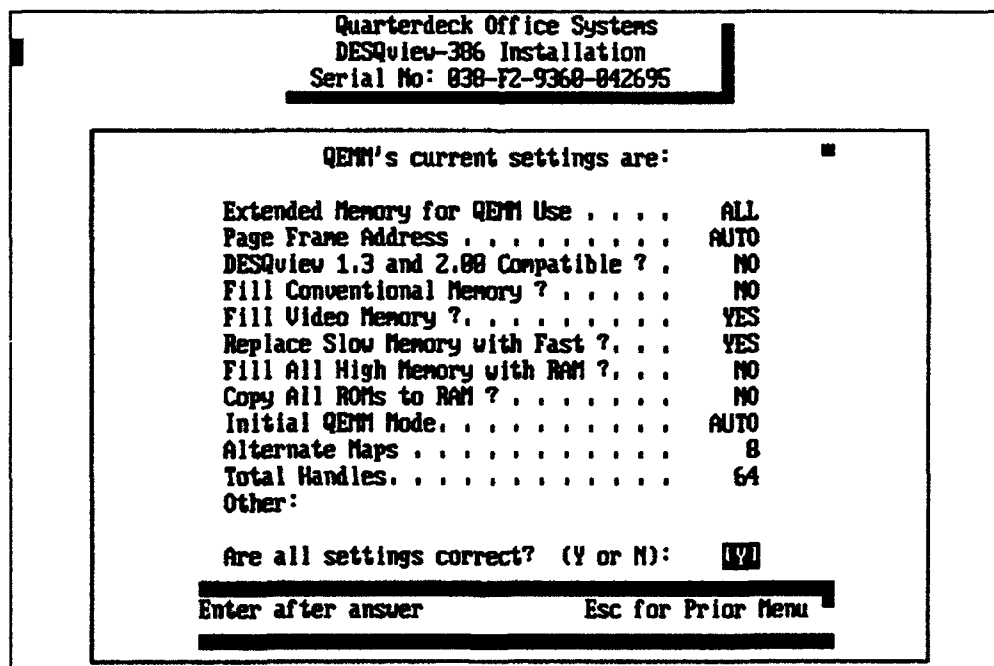 Quarterdeck Office Systems
DESQview-386 Installation
Serial No: 038-F2-9360-042695
QEMM's current settings are:
Extended Memory for QEMM Use . . . . ALL
Page Frame Address . . . . . . . . . AUTO
DESQview 1.3 and 2.00 Compatible ? . NO
Fill Conventional Memory ? . . . . . NO
Fill Video Memory ?. . . . . . . . . YES
Replace Slow Memory with Fast ?. . . YES
Fill All High Memory with RAM ?. . . NO
Copy All ROMs to RAM ? . . . . . . . NO
Initial QEMM Mode. . . . . . . . . . AUTO
Alternate Maps . . . . . . . . . . . 8
Total Handles. . . . . . . . . . . . 64
Other:
Are all settings correct? (Y or N): [Y]
Enter after answer Esc for Prior Menu